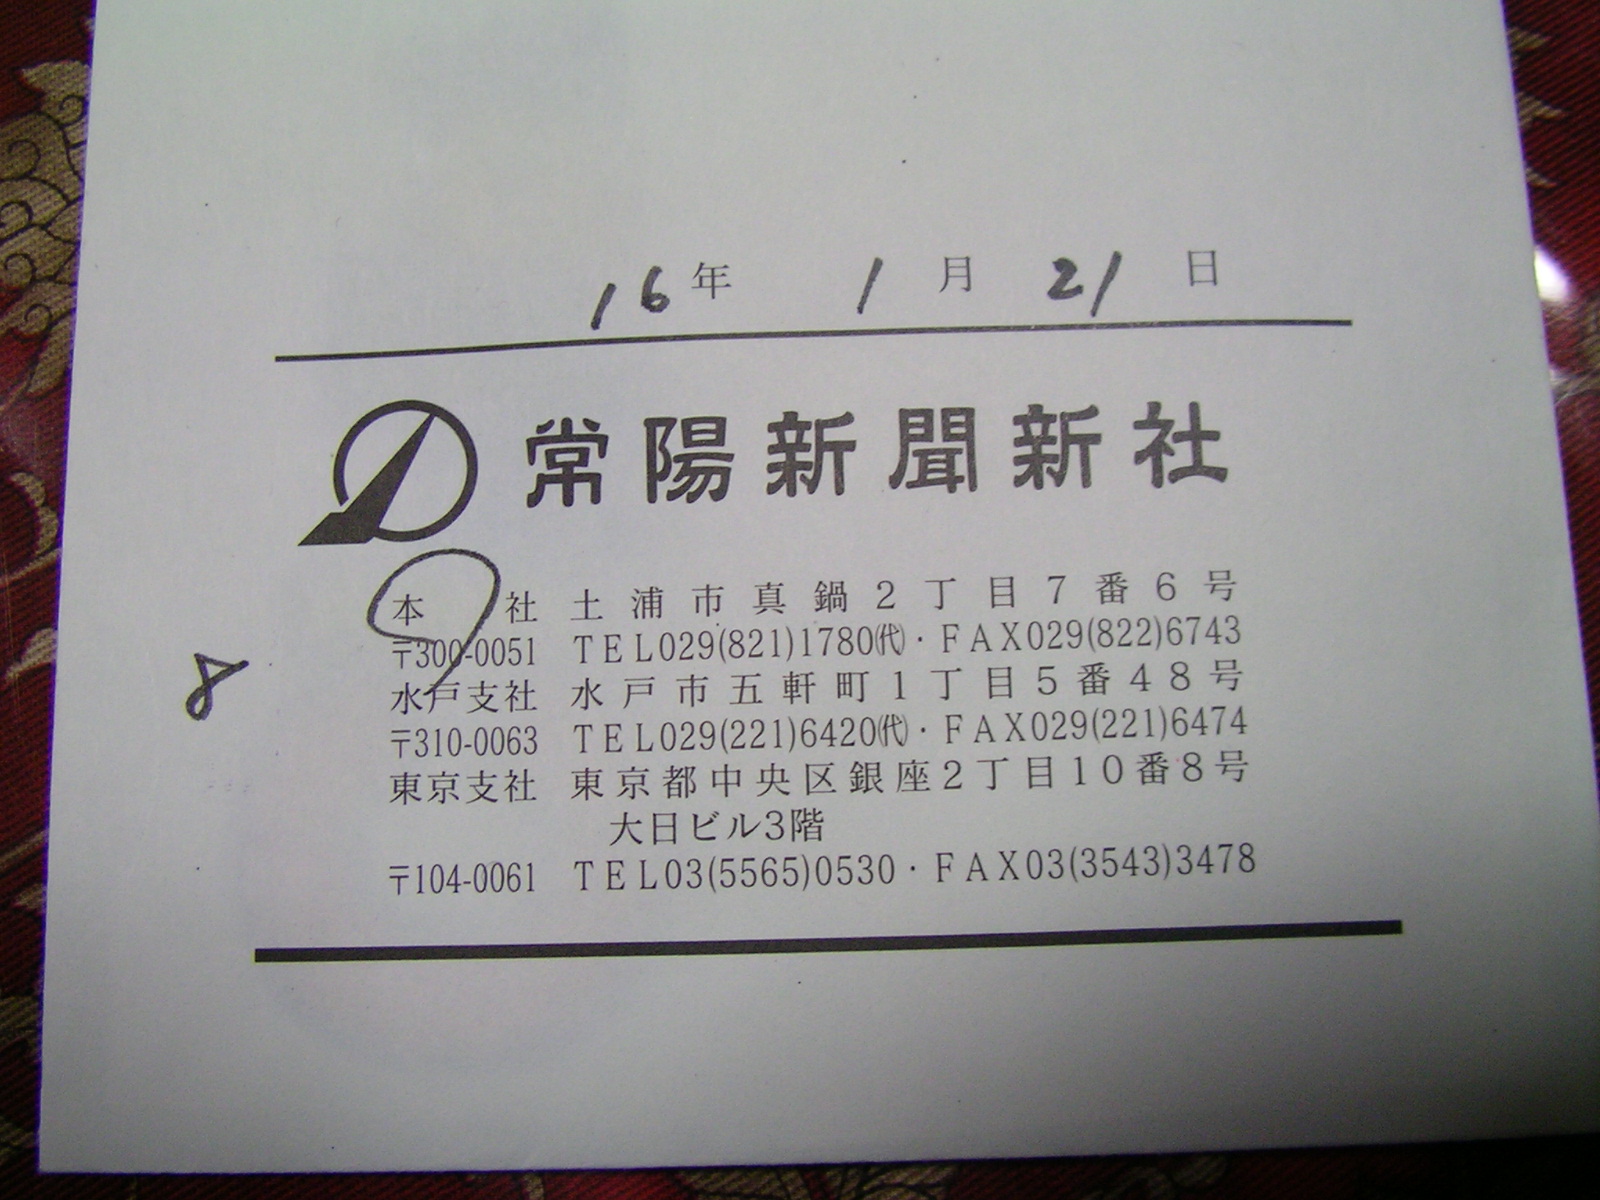 16年 1月 21日
常陽新聞新社
本 社 土浦市真鍋2丁目7番6号
〒300-0051 TEL029(821)1780㈹・FAX029(822)6743
水戸支社 水戸市五軒町1丁目5番48号
〒310-0063 TEL029(221)6420㈹・FAX029(221)6474
東京支社 東京都中央区銀座2丁目10番8号
大日ビル3階
〒104-0061 TEL03(5565)0530・FAX03(3543)3478
8